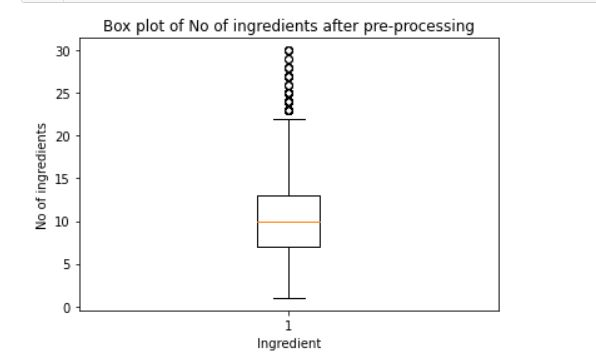 Box plot of No of ingredients after pre-processing
30
25
20
15
10
5
0
No of ingredients
1
Ingredient